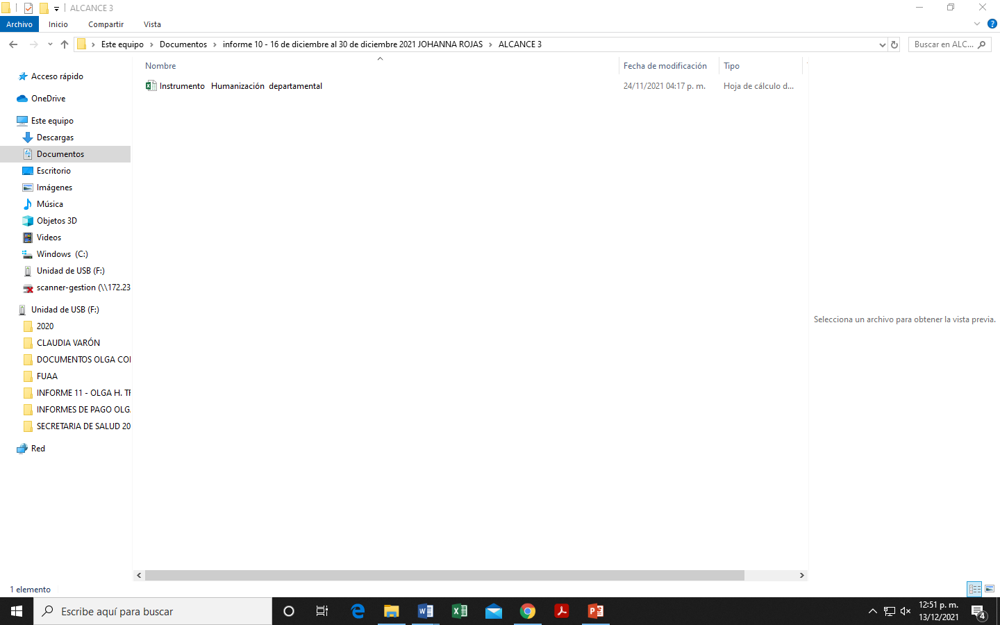 ALCANCE 3
Archivo Inicio Compartir Vista
Este equipo Documentos informe 10 - 16 de diciembre al 30 de diciembre 2021 JOHANNA ROJAS ALCANCE 3
Buscar en ALC...
Nombre Fecha de modificación Tipo
Instrumento Humanización departamental 24/11/2021 04:17 p. m. Hoja de cálculo d...
Acceso rápido
OneDrive
Este equipo
Descargas
Documentos
Escritorio
Imágenes
Música
Objetos 3D
Videos
Windows (C:)
Unidad de USB (F:)
scanner-gestion (\\172.23
Unidad de USB (F:)
2020
CLAUDIA VARÓN
DOCUMENTOS OLGA
FUAA
INFORME 11 - OLGA H.
INFORMES DE PAGO
SECRETARIA DE SALUD 20
Red
Selecciona un archivo para obtener la vista previa.
1 elemento
Escribe aquí para buscar
12:51 p. m.
13/12/2021
4